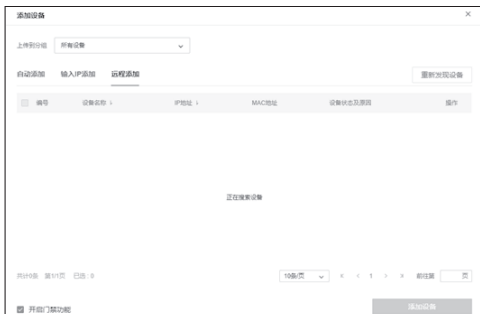 添加设备
上传到分组 所有设备
自动添加 输入IP添加 远程添加 重新发现设备
编号 设备名称 IP地址 MAC地址 设备状态及原因 操作
正在搜索设备
共计0条 第1/1页 已选: 0 10条/页 < < 1 > > 前往第 页
开启门禁功能 添加设备